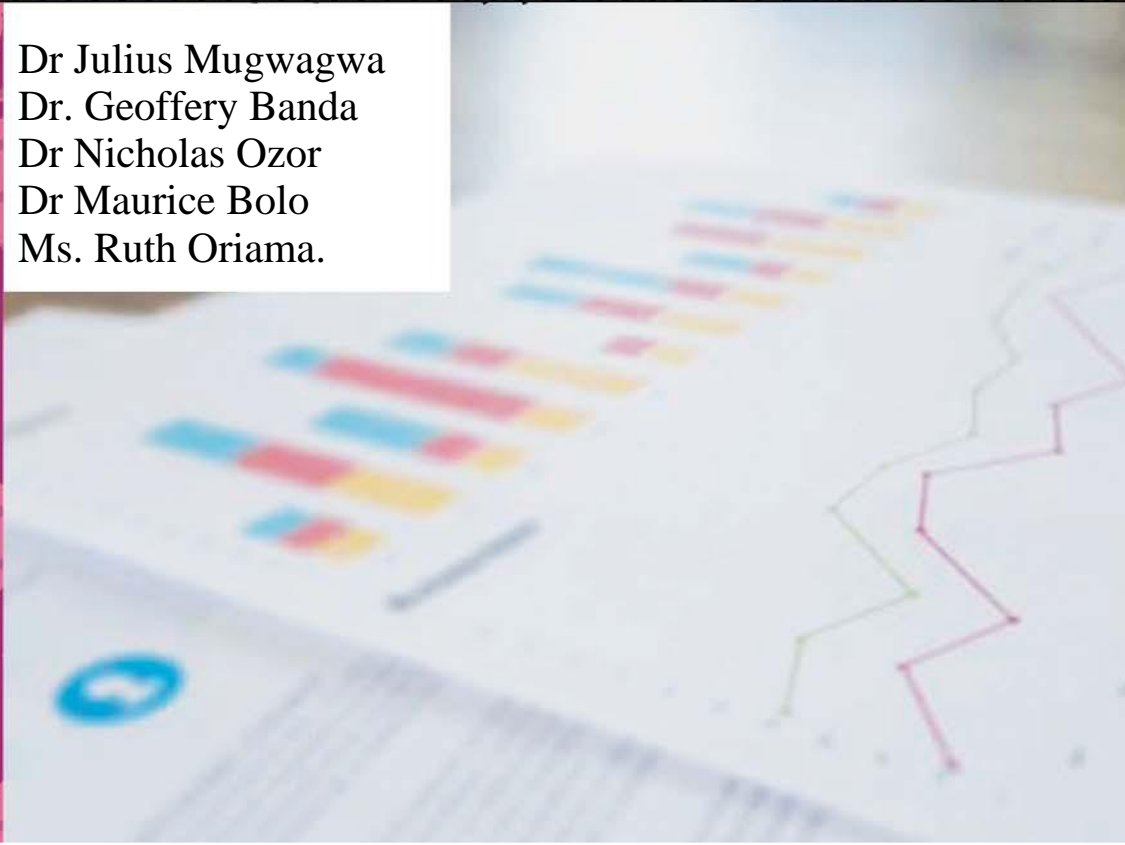 Dr Julius Mugwagwa
Dr. Geoffery Banda
Dr Nicholas Ozor
Dr Maurice Bolo
Ms. Ruth Oriama.